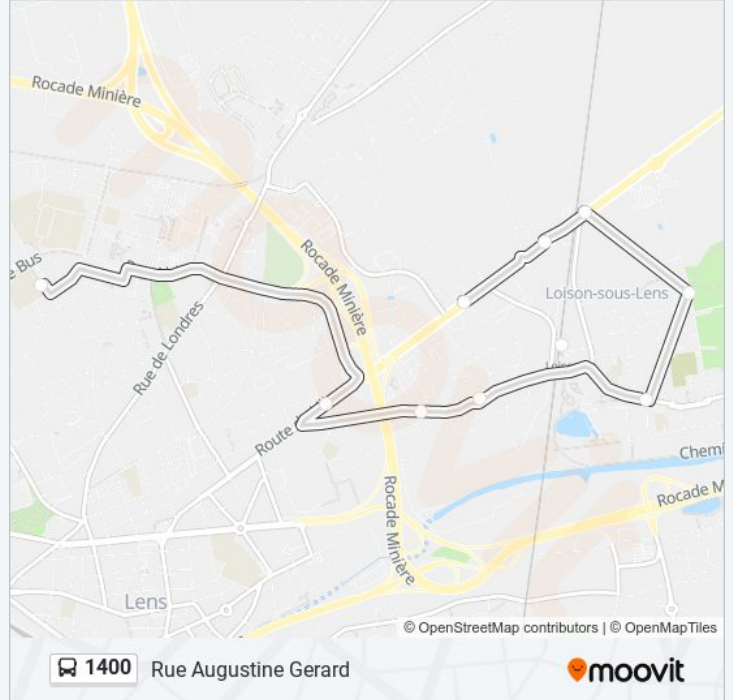 Rocade Minière
e Bus
Rocade Minière
Loison-sous-Lens
Rue de Londres
Route
Chemi
Rocade M
Rocade Minière
Lens
© OpenStreetMap contributors | © OpenMapTiles
1400 Rue Augustine Gerard
moovit